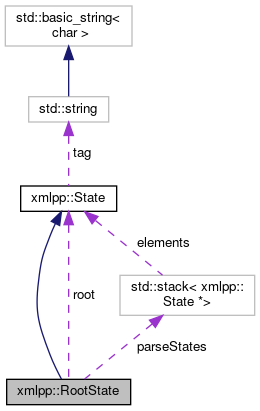 std::basic_string<
char >
std::string
tag
xmlpp::State
elements
std::stack< xmlpp::
State *>
root
parseStates
xmlpp::RootState